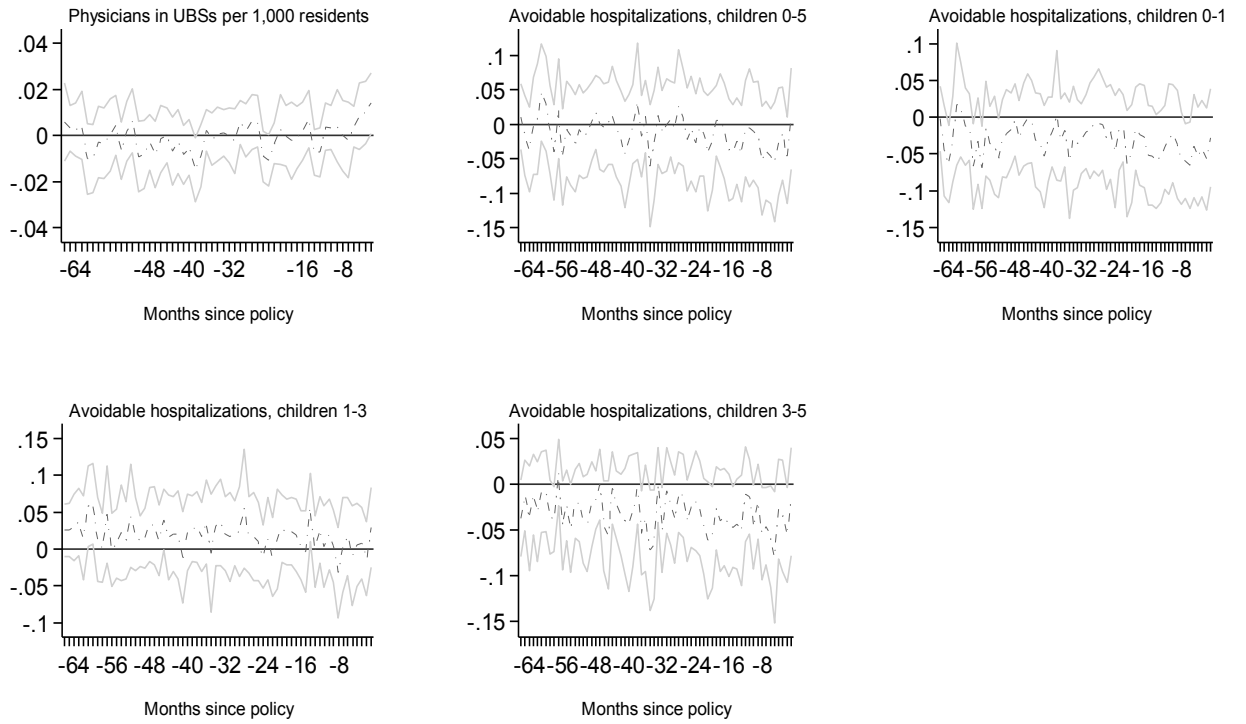 Physicians in UBSs per 1,000 residents
.04
.02
0
-.02
-.04
-64 -48 -40 -32 -16 -8
Months since policy
Avoidable hospitalizations, children 0-5
.1
.05
0
-.05
-.1
-.15
-64 -56 -48 -40 -32 -24 -16 -8
Months since policy
Avoidable hospitalizations, children 0-1
.1
.05
0
-.05
-.1
-.15
-64 -56 -48 -40 -32 -24 -16 -8
Months since policy
Avoidable hospitalizations, children 1-3
.15
.1
.05
0
-.05
-.1
-64 -56 -48 -40 -32 -24 -16 -8
Months since policy
Avoidable hospitalizations, children 3-5
.05
0
-.05
-.1
-.15
-64 -56 -48 -40 -32 -24 -16 -8
Months since policy